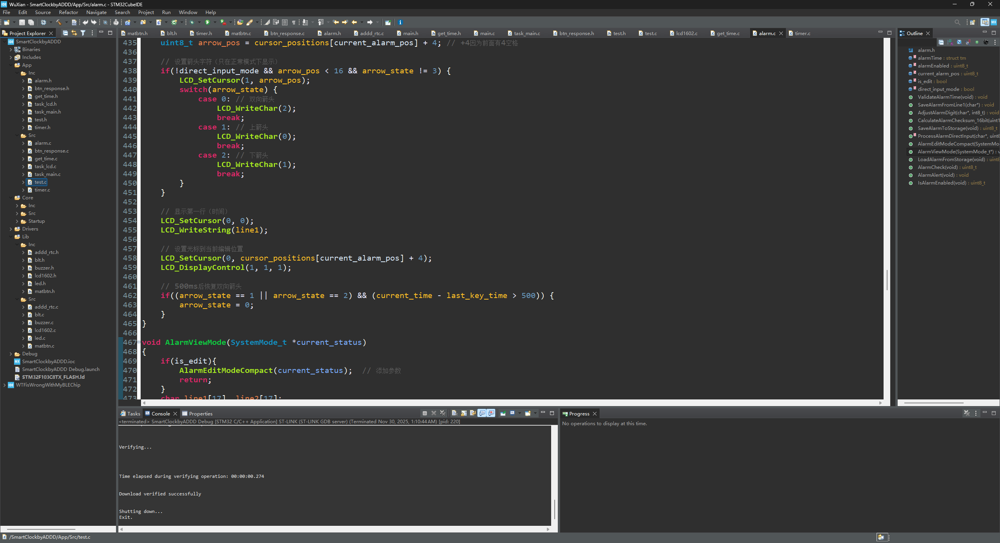 WuXian - SmartClockbyADDD/App/Src/alarm.c - STM32CubeIDE
File Edit Source Refactor Navigate Search Project Run Window Help
Project Explorer
SmartClockbyADDD
Binaries
Includes
App
Inc
alarm.h
btn_response.h
get_time.h
task_lcd.h
task_main.h
test.h
timer.h
Src
alarm.c
btn_response.c
get_time.c
task_lcd.c
task_main.c
test.c
timer.c
Core
Inc
Src
Startup
Drivers
Lib
Inc
addd_rtc.h
blt.h
buzzer.h
lcd1602.h
led.h
matbtn.h
Src
addd_rtc.c
blt.c
buzzer.c
lcd1602.c
led.c
matbtn.c
Debug
SmartClockbyADDD.ioc
SmartClockbyADDD Debug.launch
STM32F103C8TX_FLASH.ld
WTFisWrongWithMyBLEChip
matbtn.h blt.h timer.h matbtn.c btn_response.c alarm.h addd_rtc.c main.h get_time.h main.c task_main.c btn_response.h test.h test.c lcd1602.c get_time.c alarm.c timer.c
435 uint8_t arrow_pos = cursor_positions[current_alarm_pos] + 4; // +4因为前面有4空格
436
437 // 设置箭头字符（只在正常模式下显示）
438 if(!direct_input_mode && arrow_pos < 16 && arrow_state != 3) {
439 LCD_SetCursor(1, arrow_pos);
440 switch(arrow_state) {
441 case 0: // 双向箭头
442 LCD_WriteChar(2);
443 break;
444 case 1: // 上箭头
445 LCD_WriteChar(0);
446 break;
447 case 2: // 下箭头
448 LCD_WriteChar(1);
449 break;
450 }
451 }
452
453 // 显示第一行（时间）
454 LCD_SetCursor(0, 0);
455 LCD_WriteString(line1);
456
457 // 设置光标到当前编辑位置
458 LCD_SetCursor(0, cursor_positions[current_alarm_pos] + 4);
459 LCD_DisplayControl(1, 1, 1);
460
461 // 500ms后恢复双向箭头
462 if((arrow_state == 1 || arrow_state == 2) && (current_time - last_key_time > 500)) {
463 arrow_state = 0;
464 }
465 }
466
467 void AlarmViewMode(SystemMode_t *current_status)
468 {
469 if(is_edit){
470 AlarmEditModeCompact(current_status); // 添加参数
471 return;
472 }
473 char line1[17], line2[17];
Outline
alarm.h
alarmTime : struct tm
alarmEnabled : uint8_t
current_alarm_pos : uint8_t
is_edit : bool
direct_input_mode : bool
ValidateAlarmTime(void) : void
SaveAlarmFromLine1(char*) : void
AdjustAlarmDigit(char*, int8_t) : void
CalculateAlarmChecksum_16bit(uint1
SaveAlarmToStorage(void) : uint8_t
ProcessAlarmDirectInput(char*, uint8
AlarmEditModeCompact(SystemMo
AlarmViewMode(SystemMode_t*) : v
LoadAlarmFromStorage(void) : uint8
AlarmCheck(void) : uint8_t
AlarmAlert(void) : void
IsAlarmEnabled(void) : uint8_t
Tasks Console Properties
<terminated> SmartClockbyADDD Debug [STM32 C/C++ Application] ST-LINK (ST-LINK GDB server) (Terminated Nov 30, 2025, 1:10:44 AM) [pid: 220]
Verifying...
Time elapsed during verifying operation: 00:00:00.274
Download verified successfully
Shutting down...
Exit.
Progress
No operations to display at this time.
/SmartClockbyADDD/App/Src/test.c